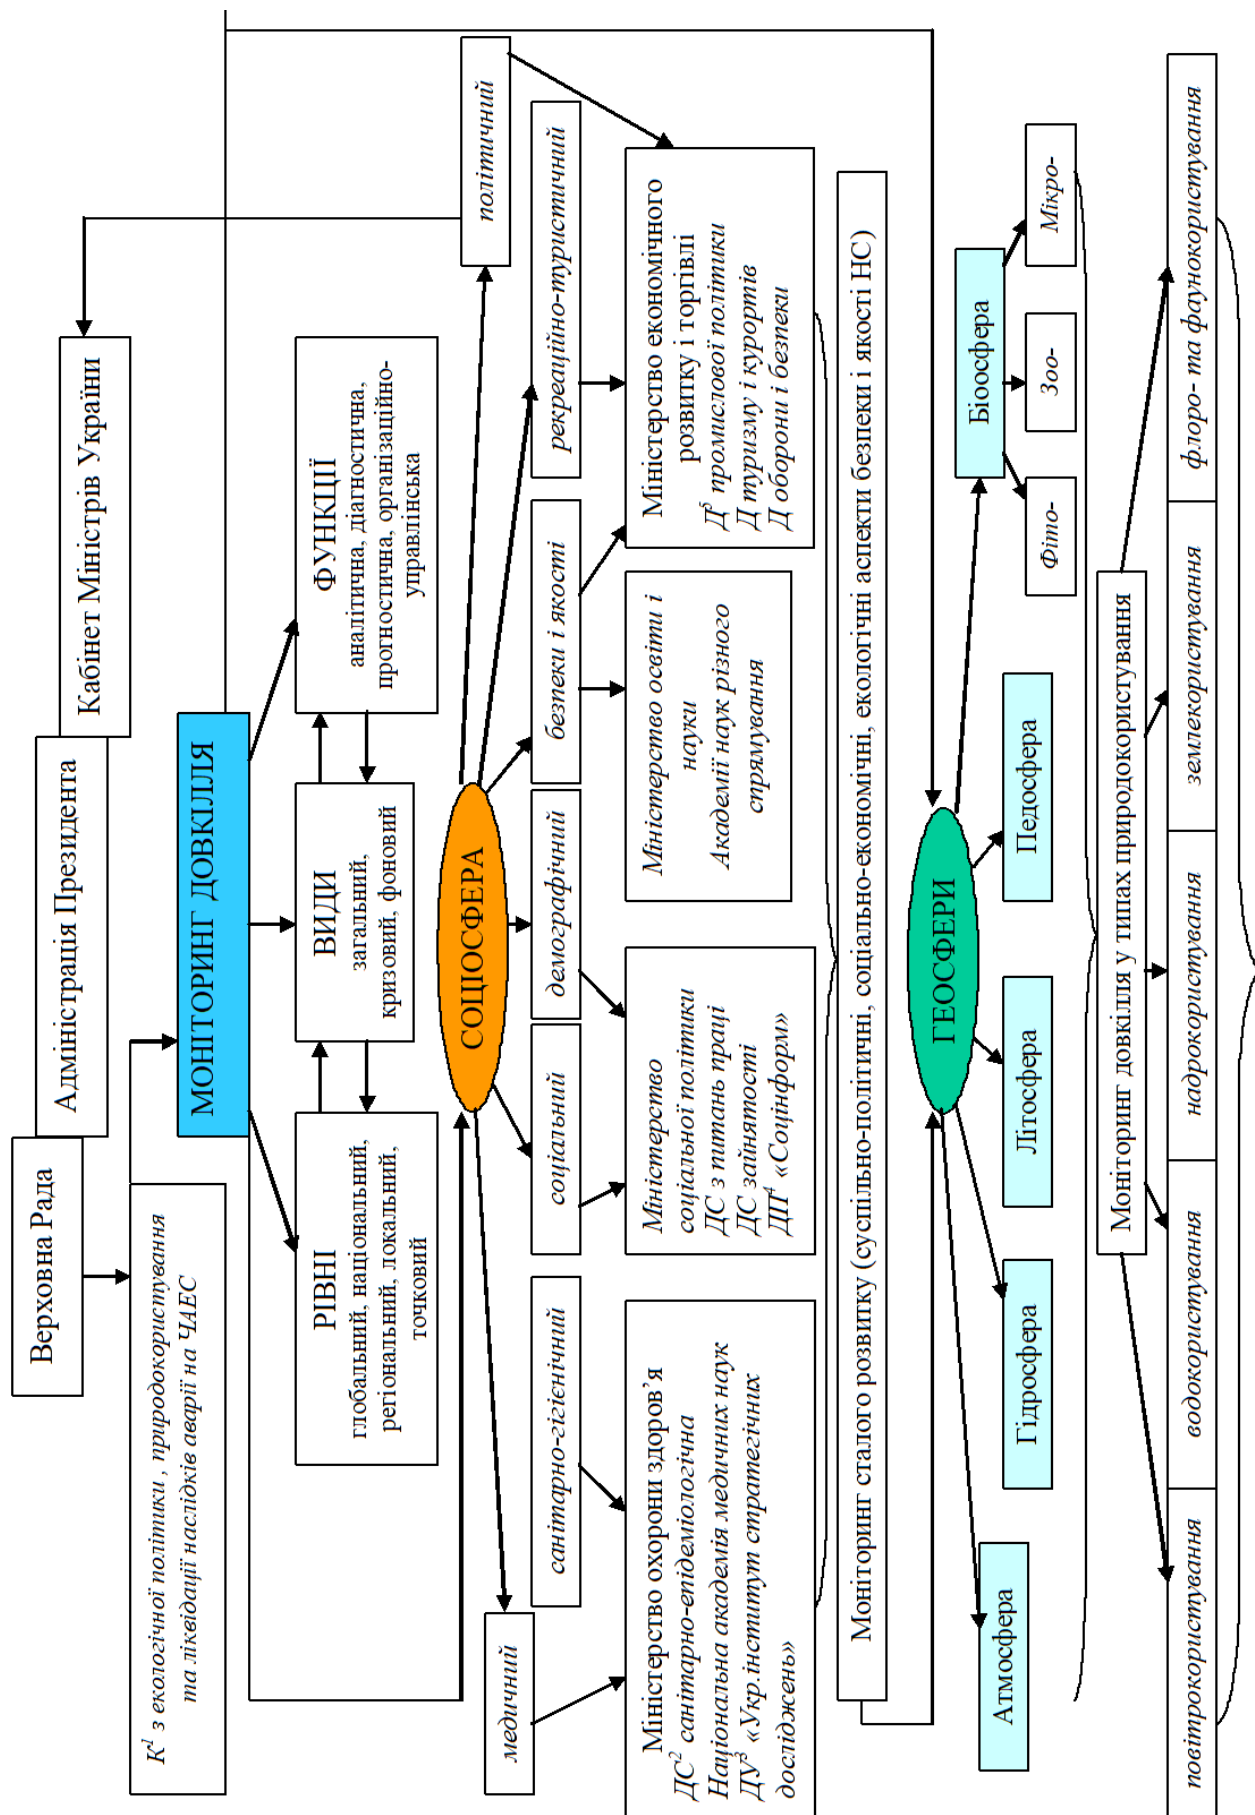 Верховна Рада
Адміністрація Президента
Кабінет Міністрів України
К¹ з екологічної політики, природокористування
та ліквідації наслідків аварії на ЧАЕС
МОНІТОРИНГ ДОВКІЛЛЯ
РІВНІ
глобальний, національний,
регіональний, локальний,
точковий
ВИДИ
загальний,
кризовий, фоновий
ФУНКЦІЇ
аналітична, діагностична,
прогностична, організаційно-
управлінська
СОЦІОСФЕРА
медичний
санітарно-гігієнічний
соціальний
демографічний
безпеки і якості
рекреаційно-туристичний
політичний
Міністерство охорони здоров’я
ДС² санітарно-епідеміологічна
Національна академія медичних наук
ДУ³ «Укр.інститут стратегічних
досліджень»
Міністерство
соціальної політики
ДС з питань праці
ДС зайнятості
ДП⁴ «Соцінформ»
Міністерство освіти і
науки
Академії наук різного
спрямування
Міністерство економічного
розвитку і торгівлі
Д⁵ промислової політики
Д туризму і курортів
Д оборони і безпеки
Моніторинг сталого розвитку (суспільно-політичні, соціально-економічні, екологічні аспекти безпеки і якості НС)
ГЕОСФЕРИ
Атмосфера
Гідросфера
Літосфера
Педосфера
Біоосфера
Фіто-
Зоо-
Мікро-
Моніторинг довкілля у типах природокористування
повітрокористування
водокористування
надрокористування
землекористування
флоро- та фаунокористування